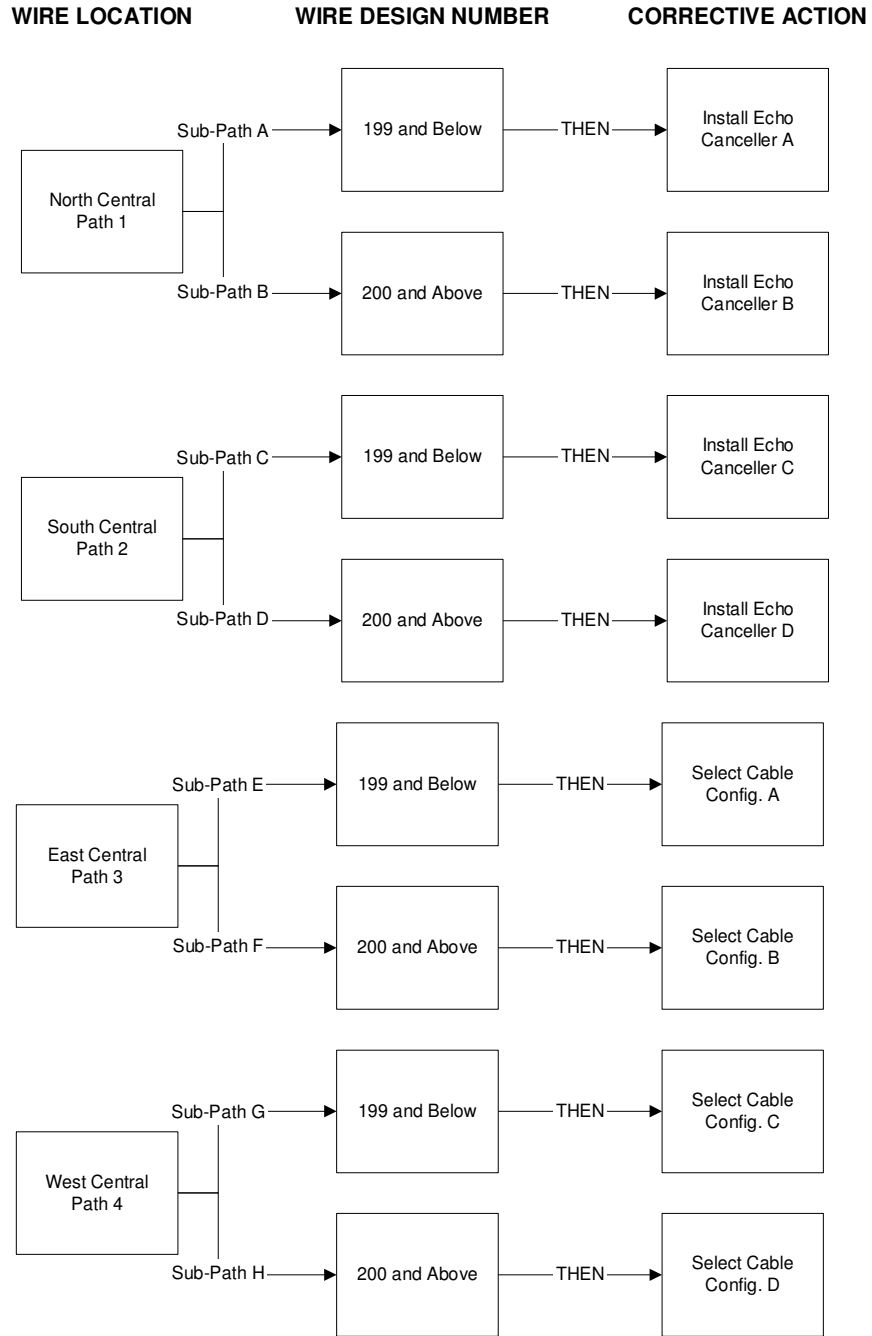 WIRE LOCATION
WIRE DESIGN NUMBER
CORRECTIVE ACTION
North Central
Path 1
Sub-Path A
199 and Below
THEN
Install Echo
Canceller A
Sub-Path B
200 and Above
THEN
Install Echo
Canceller B
South Central
Path 2
Sub-Path C
199 and Below
THEN
Install Echo
Canceller C
Sub-Path D
200 and Above
THEN
Install Echo
Canceller D
East Central
Path 3
Sub-Path E
199 and Below
THEN
Select Cable
Config. A
Sub-Path F
200 and Above
THEN
Select Cable
Config. B
West Central
Path 4
Sub-Path G
199 and Below
THEN
Select Cable
Config. C
Sub-Path H
200 and Above
THEN
Select Cable
Config. D